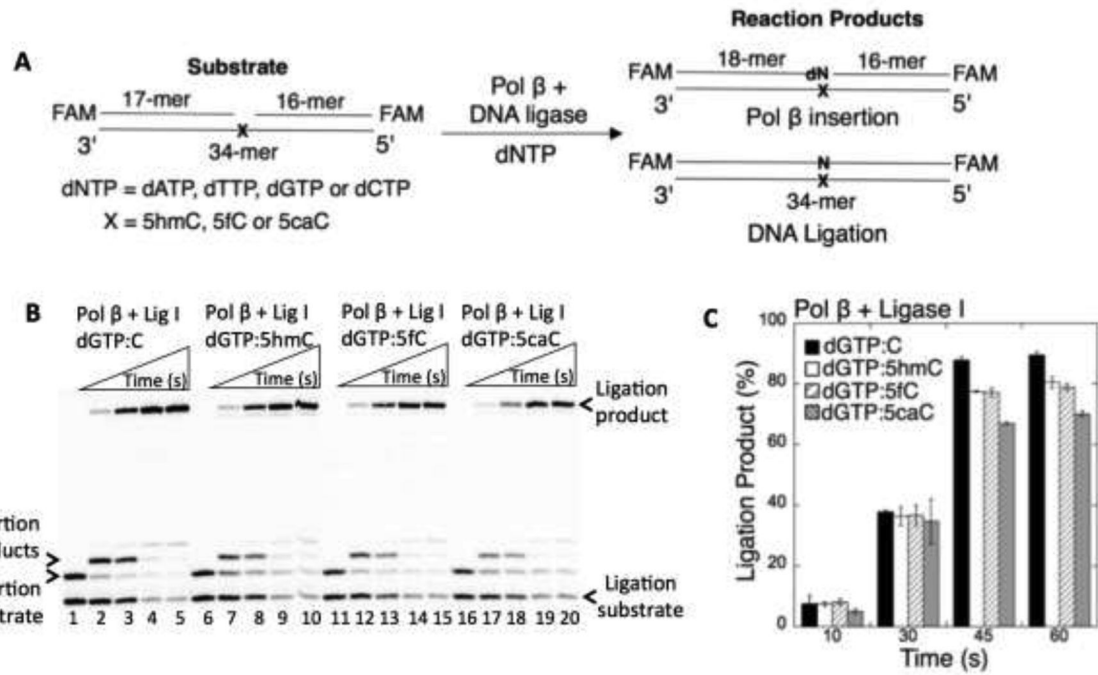 A
Substrate
17-mer 16-mer
FAM FAM
X
3' 34-mer 5'
dNTP = dATP, dTTP, dGTP or dCTP
X = 5hmC, 5fC or 5caC
Pol β +
DNA ligase
dNTP
Reaction Products
18-mer dN 16-mer
FAM FAM
X
3' 5'
Pol β insertion
FAM N FAM
X
3' 34-mer 5'
DNA Ligation
B
Pol β + Lig I Pol β + Lig I Pol β + Lig I Pol β + Lig I
dGTP:C dGTP:5hmC dGTP:5fC dGTP:5caC
Time (s) Time (s) Time (s) Time (s)
Ligation
product
rtion
ucts
rtion
trate
Ligation
substrate
1 2 3 4 5 6 7 8 9 10 11 12 13 14 15 16 17 18 19 20
C
Pol β + Ligase I
100
80
60
40
20
0
Ligation Product (%)
dGTP:C
dGTP:5hmC
dGTP:5fC
dGTP:5caC
10 30 45 60
Time (s)